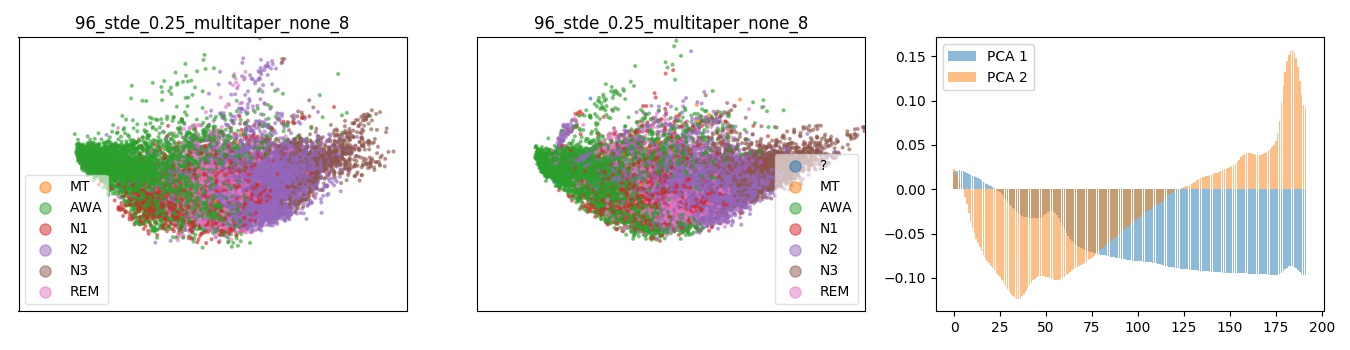 96_stde_0.25_multitaper_none_8
MT
AWA
N1
N2
N3
REM
96_stde_0.25_multitaper_none_8
?
MT
AWA
N1
N2
N3
REM
PCA 1
PCA 2
0.15
0.10
0.05
0.00
−0.05
−0.10
0 25 50 75 100 125 150 175 200